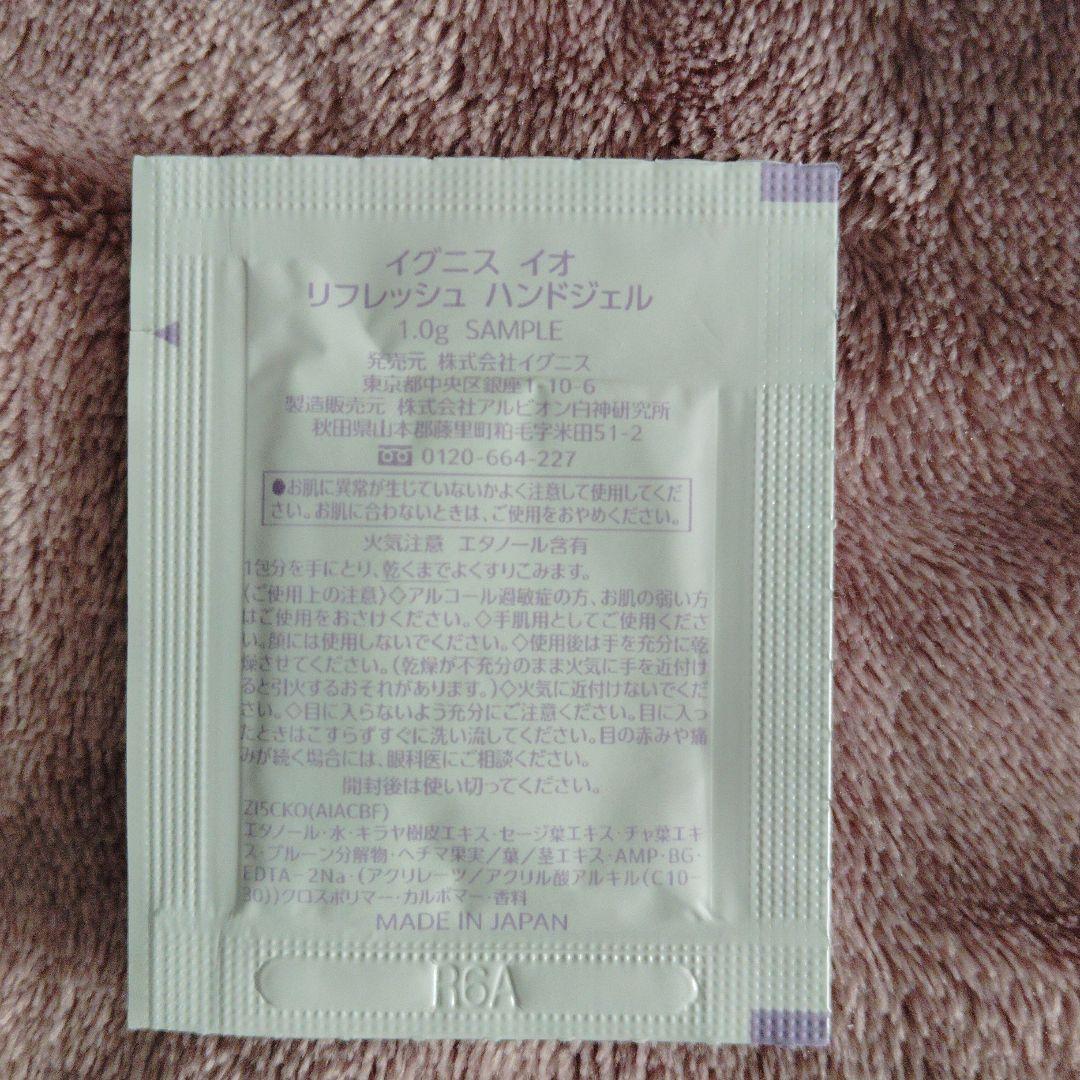 イグニス イオ
リフレッシュ ハンドジェル
1.0g SAMPLE
発売元 株式会社イグニス
東京都中央区銀座1-10-6
製造販売元 株式会社アルビオン白神研究所
秋田県山本郡藤里町粕毛字米田51-2
0120-664-227
●お肌に異常が生じていないかよく注意して使用してくだ
さい。お肌に合わないときは、ご使用をおやめください。
火気注意 エタノール含有
1包分を手にとり、乾くまでよくすりこみます。
〈ご使用上の注意〉◇アルコール過敏症の方、お肌の弱い方
はご使用をおさけください。◇手肌用としてご使用くださ
い。顔には使用しないでください。◇使用後は手を充分に乾
燥させてください。(乾燥が不充分のまま火気に手を近付け
ると引火するおそれがあります。)◇火気に近付けないでくだ
さい。◇目に入らないよう充分にご注意ください。目に入っ
たときはこすらずすぐに洗い流してください。目の赤みや痛
みが続く場合には、眼科医にご相談ください。
開封後は使い切ってください。
ZI5CKO(AIACBF)
エタノール・水・キラヤ樹皮エキス・セージ葉エキス・チャ葉エキ
ス・プルーン分解物・ヘチマ果実/葉/茎エキス・AMP・BG・
EDTA-2Na・(アクリレーツ/アクリル酸アルキル(C10-
30))クロスポリマー・カルボマー・香料
MADE IN JAPAN
R6A